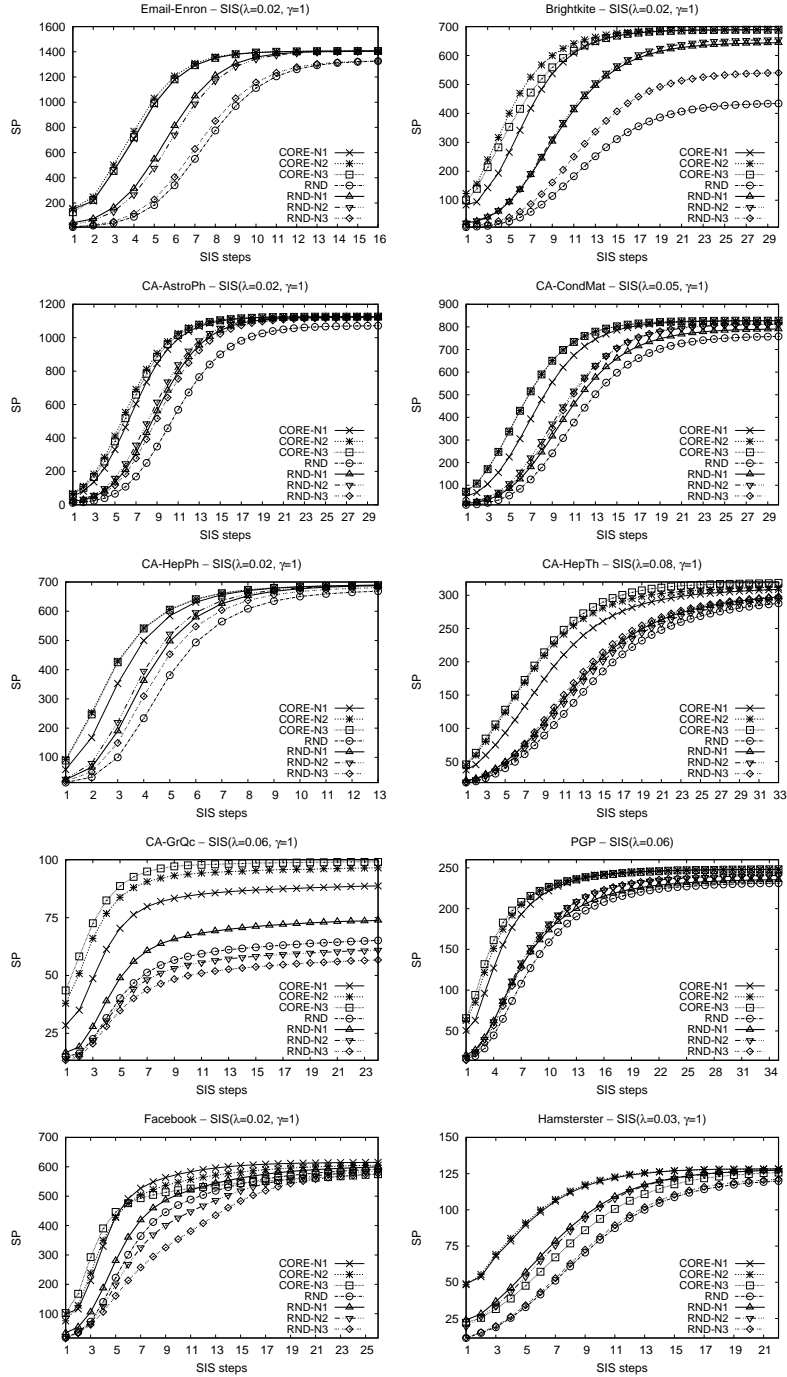 Email-Enron – SIS(λ=0.02, γ=1)
1600
1400
1200
1000
800
600
400
200
SP
CORE-N1
CORE-N2
CORE-N3
RND
RND-N1
RND-N2
RND-N3
1 2 3 4 5 6 7 8 9 10 11 12 13 14 15 16
SIS steps
Brightkite – SIS(λ=0.02, γ=1)
700
600
500
400
300
200
100
SP
CORE-N1
CORE-N2
CORE-N3
RND
RND-N1
RND-N2
RND-N3
1 3 5 7 9 11 13 15 17 19 21 23 25 27 29
SIS steps
CA-AstroPh – SIS(λ=0.02, γ=1)
1200
1000
800
600
400
200
0
SP
CORE-N1
CORE-N2
CORE-N3
RND
RND-N1
RND-N2
RND-N3
1 3 5 7 9 11 13 15 17 19 21 23 25 27 29
SIS steps
CA-CondMat – SIS(λ=0.05, γ=1)
900
800
700
600
500
400
300
200
100
SP
CORE-N1
CORE-N2
CORE-N3
RND
RND-N1
RND-N2
RND-N3
1 3 5 7 9 11 13 15 17 19 21 23 25 27 29
SIS steps
CA-HepPh – SIS(λ=0.02, γ=1)
700
600
500
400
300
200
100
SP
CORE-N1
CORE-N2
CORE-N3
RND
RND-N1
RND-N2
RND-N3
1 2 3 4 5 6 7 8 9 10 11 12 13
SIS steps
CA-HepTh – SIS(λ=0.08, γ=1)
300
250
200
150
100
50
SP
CORE-N1
CORE-N2
CORE-N3
RND
RND-N1
RND-N2
RND-N3
1 3 5 7 9 11 13 15 17 19 21 23 25 27 29 31 33
SIS steps
CA-GrQc – SIS(λ=0.06, γ=1)
100
75
50
25
SP
CORE-N1
CORE-N2
CORE-N3
RND
RND-N1
RND-N2
RND-N3
1 3 5 7 9 11 13 15 17 19 21 23
SIS steps
PGP – SIS(λ=0.06)
250
200
150
100
50
SP
CORE-N1
CORE-N2
CORE-N3
RND
RND-N1
RND-N2
RND-N3
1 4 7 10 13 16 19 22 25 28 31 34
SIS steps
Facebook – SIS(λ=0.02, γ=1)
700
600
500
400
300
200
100
SP
CORE-N1
CORE-N2
CORE-N3
RND
RND-N1
RND-N2
RND-N3
1 3 5 7 9 11 13 15 17 19 21 23 25
SIS steps
Hamsterster – SIS(λ=0.03, γ=1)
150
125
100
75
50
25
SP
CORE-N1
CORE-N2
CORE-N3
RND
RND-N1
RND-N2
RND-N3
1 3 5 7 9 11 13 15 17 19 21
SIS steps